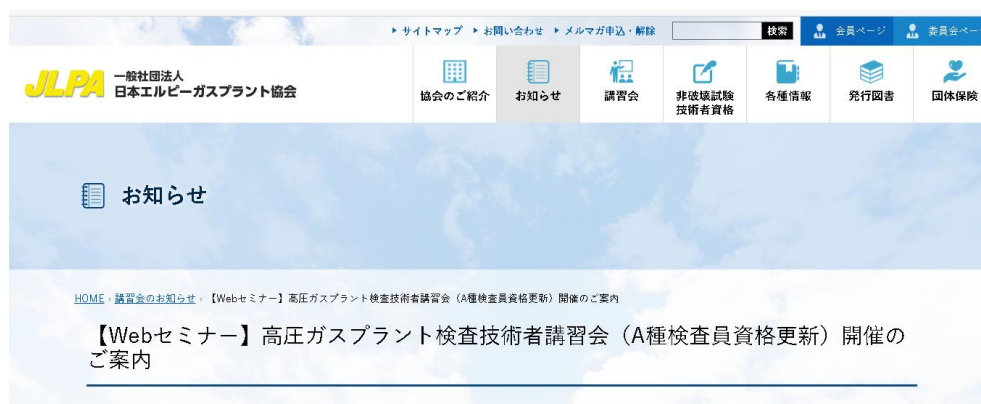 サイトマップ お問い合わせ メルマガ申込・解除 検索 会員ページ 委員会ペー
JLPA 一般社団法人
日本エルピーガスプラント協会
協会のご紹介 お知らせ 講習会 非破壊試験
技術者資格 各種情報 発行図書 団体保険
お知らせ
HOME › 講習会のお知らせ › 【Webセミナー】高圧ガスプラント検査技術者講習会（A種検査員資格更新）開催のご案内
【Webセミナー】高圧ガスプラント検査技術者講習会（A種検査員資格更新）開催の
ご案内